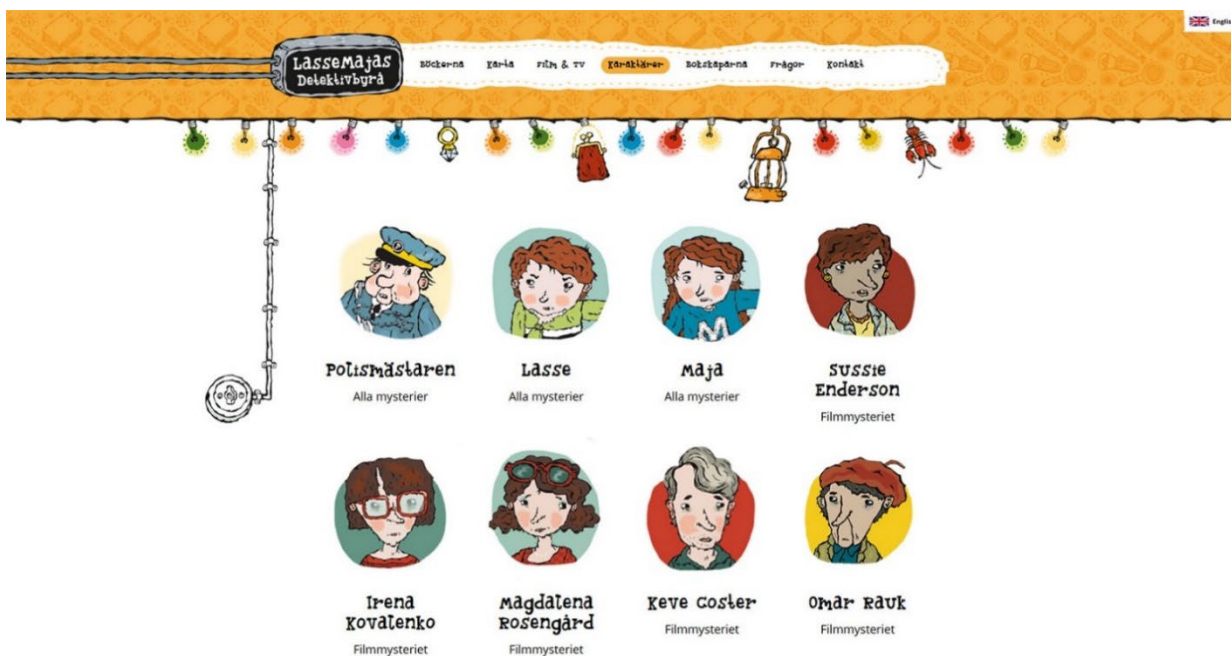 English
LasseMajas
Detektivbyrå
Böckerna Karta Film & TV Karaktärer Bokskaparna Frågor Kontakt
M
Polismästaren Lasse Maja Sussie
Enderson
Alla mysterier Alla mysterier Alla mysterier
Filmmysteriet
Irena
Kovalenko
Filmmysteriet
Magdalena
Rosengård
Filmmysteriet
Keve Coster
Filmmysteriet
Omar Rauk
Filmmysteriet